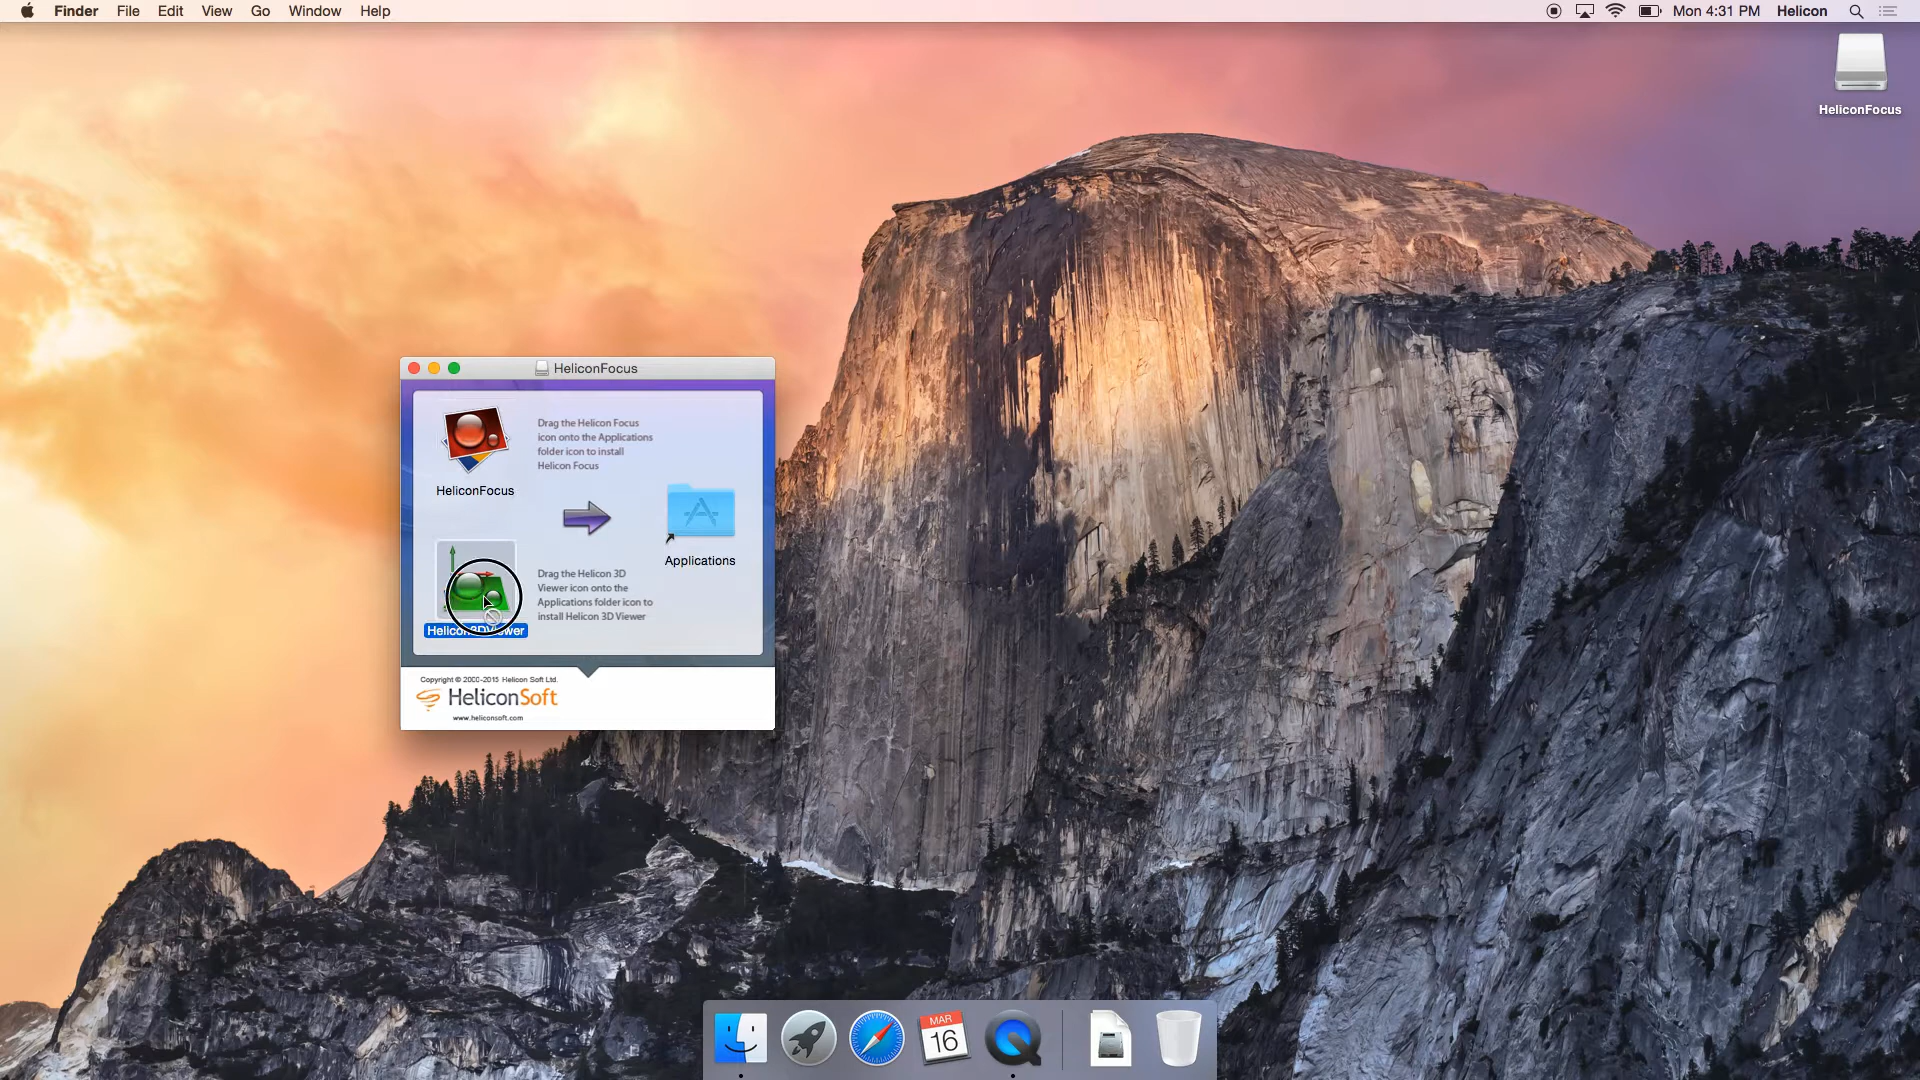 Finder File Edit View Go Window Help Mon 4:31 PM Helicon
HeliconFocus
HeliconFocus
Drag the Helicon Focus
icon onto the Applications
folder icon to install
Helicon Focus
HeliconFocus
Applications
Drag the Helicon 3D
Viewer icon onto the
Applications folder icon to
install Helicon 3D Viewer
Helicon3DViewer
Copyright © 2000-2015 Helicon Soft Ltd.
HeliconSoft
www.heliconsoft.com
MAR
16